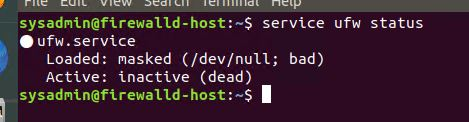 File Edit View Search Terminal Help
sysadmin@firewalld-host:~$ service ufw status
● ufw.service
Loaded: masked (/dev/null; bad)
Active: inactive (dead)
sysadmin@firewalld-host:~$